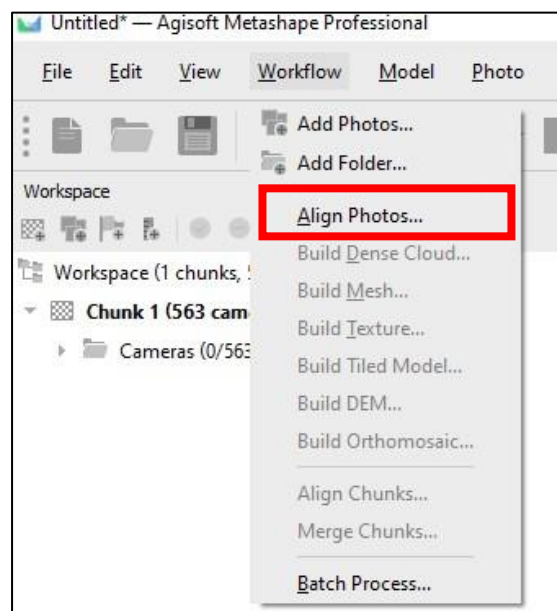 Untitled* — Agisoft Metashape Professional
File Edit View Workflow Model Photo
Add Photos...
Add Folder...
Workspace
Align Photos...
Build Dense Cloud...
Workspace (1 chunks,
Build Mesh...
Chunk 1 (563 cam
Build Texture...
Cameras (0/563
Build Tiled Model...
Build DEM...
Build Orthomosaic...
Align Chunks...
Merge Chunks...
Batch Process...